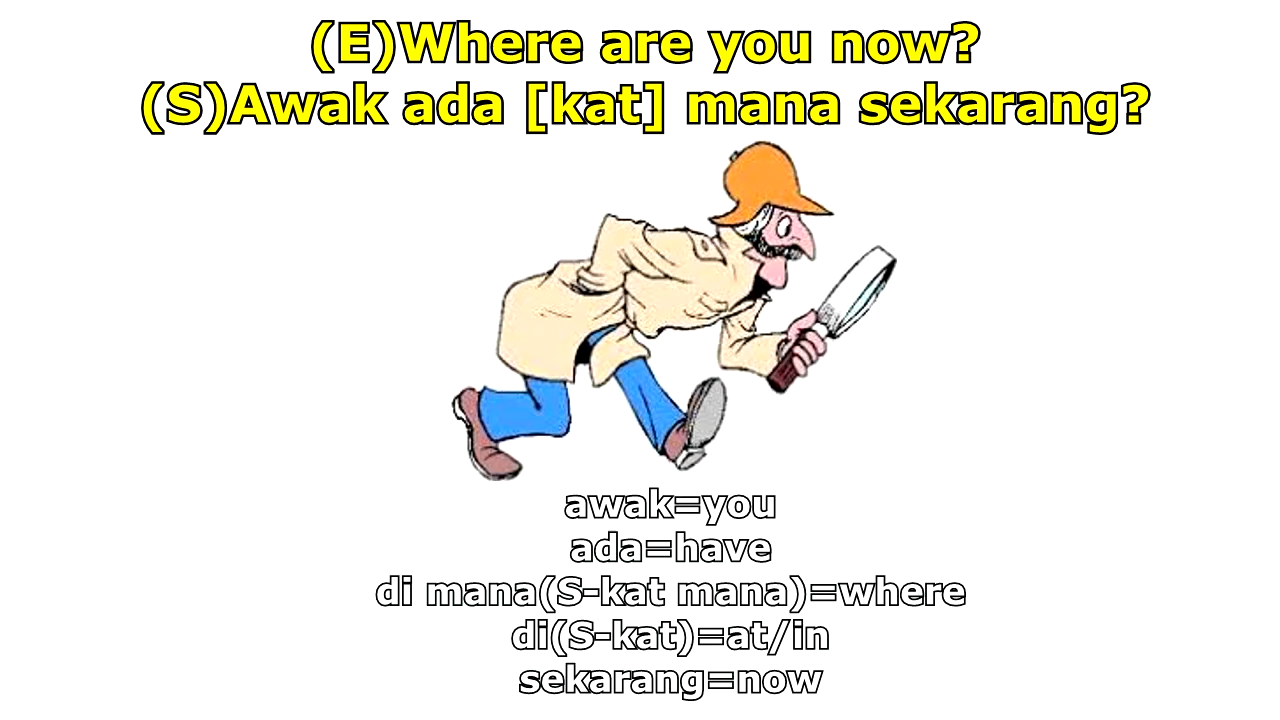 (E)Where are you now?
(S)Awak ada [kat] mana sekarang?
awak=you
ada=have
di mana(S-kat mana)=where
di(S-kat)=at/in
sekarang=now